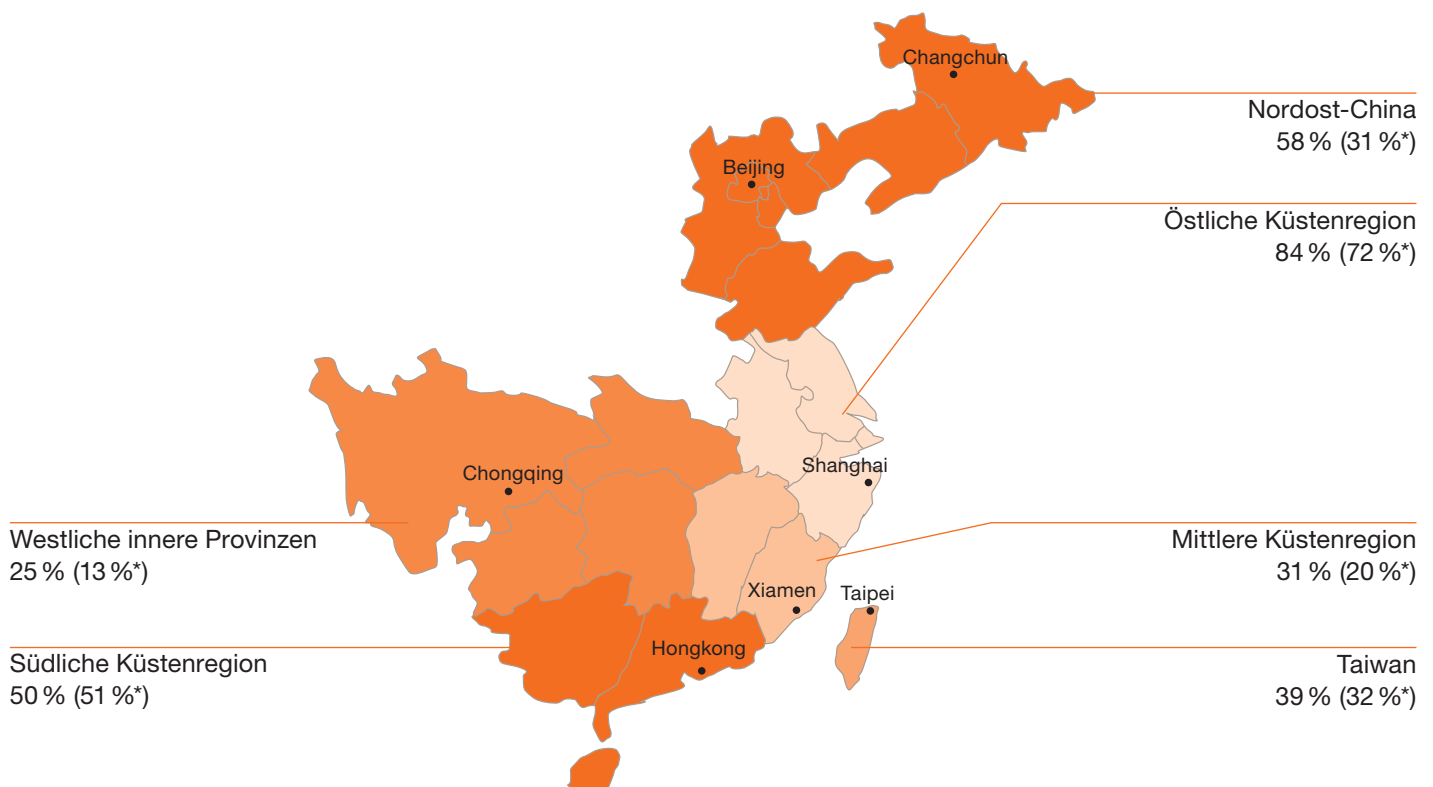 Changchun
Nordost-China
58 % (31 %*)
Beijing
Östliche Küstenregion
84 % (72 %*)
Shanghai
Chongqing
Westliche innere Provinzen
25 % (13 %*)
Mittlere Küstenregion
31 % (20 %*)
Xiamen
Taipei
Hongkong
Südliche Küstenregion
50 % (51 %*)
Taiwan
39 % (32 %*)